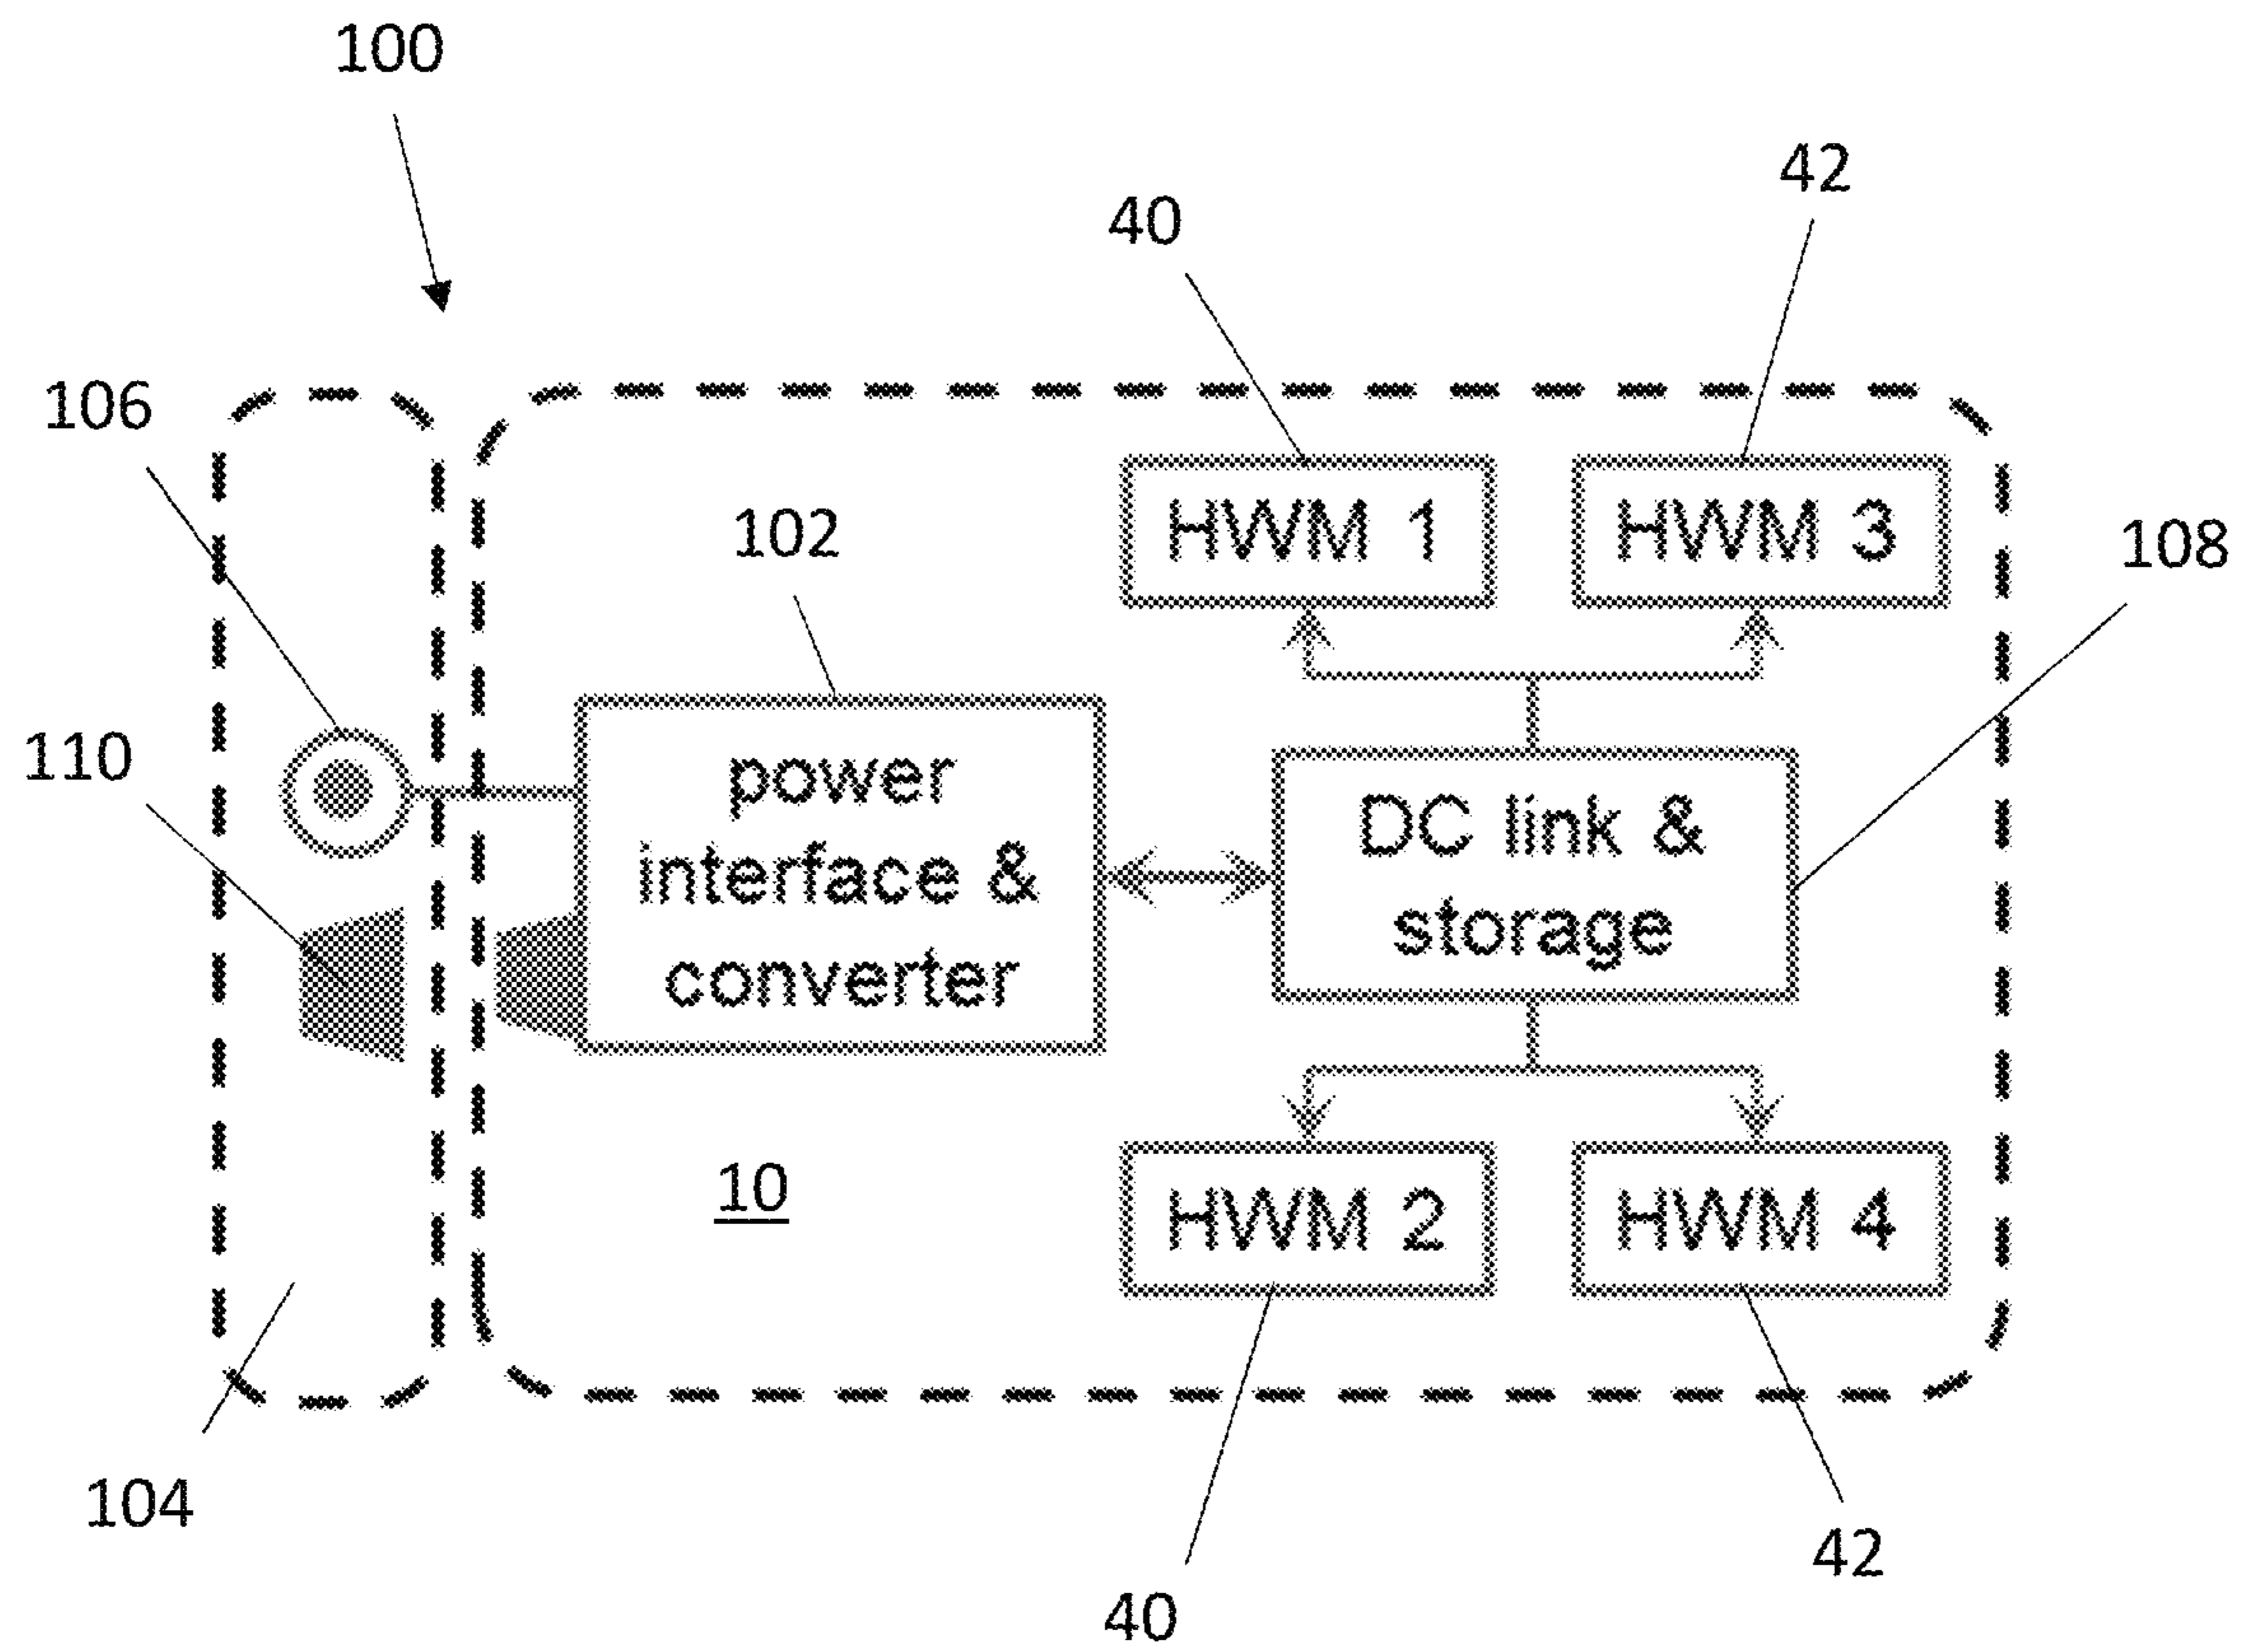 100
42
40
106
102
HWM 1
HWM 3
108
110
power
interface &
converter
DC link &
storage
10
HWM 2
HWM 4
104
42
40